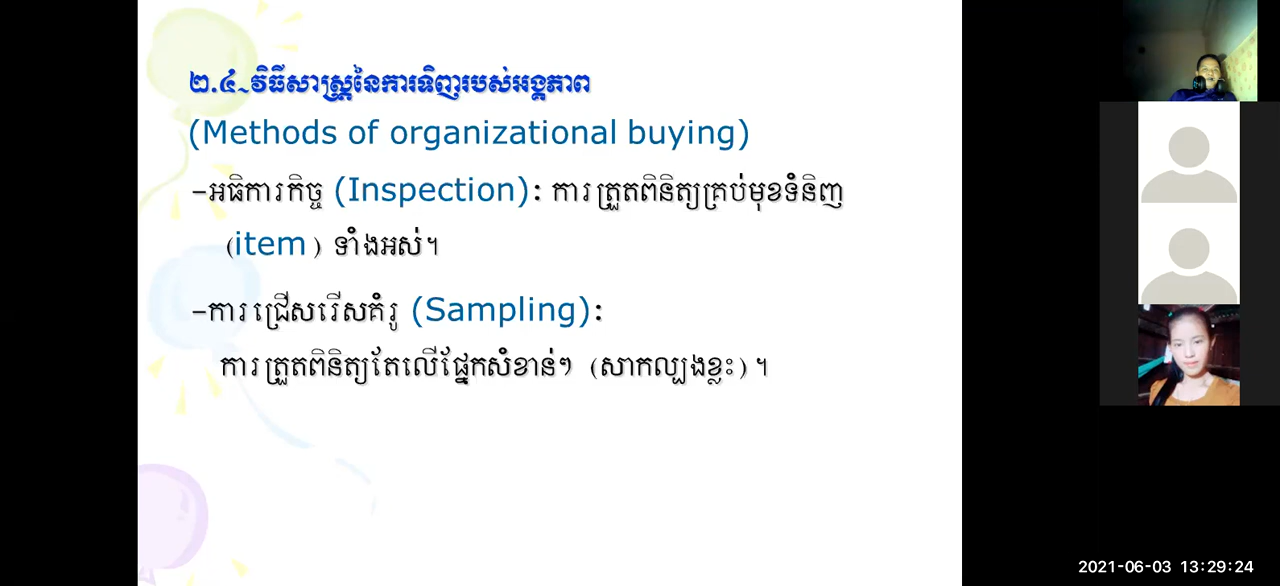 ២.៤~វិធីសាស្ត្រនៃការទិញរបស់អង្គភាព
(Methods of organizational buying)
-អធិការកិច្ច (Inspection): ការត្រួតពិនិត្យគ្រប់មុខទំនិញ
(item) ទាំងអស់។
-ការជ្រើសរើសគំរូ (Sampling):
ការត្រួតពិនិត្យតែលើផ្នែកសំខាន់ៗ (សាកល្បងខ្លះ)។
2021-06-03 13:29:24